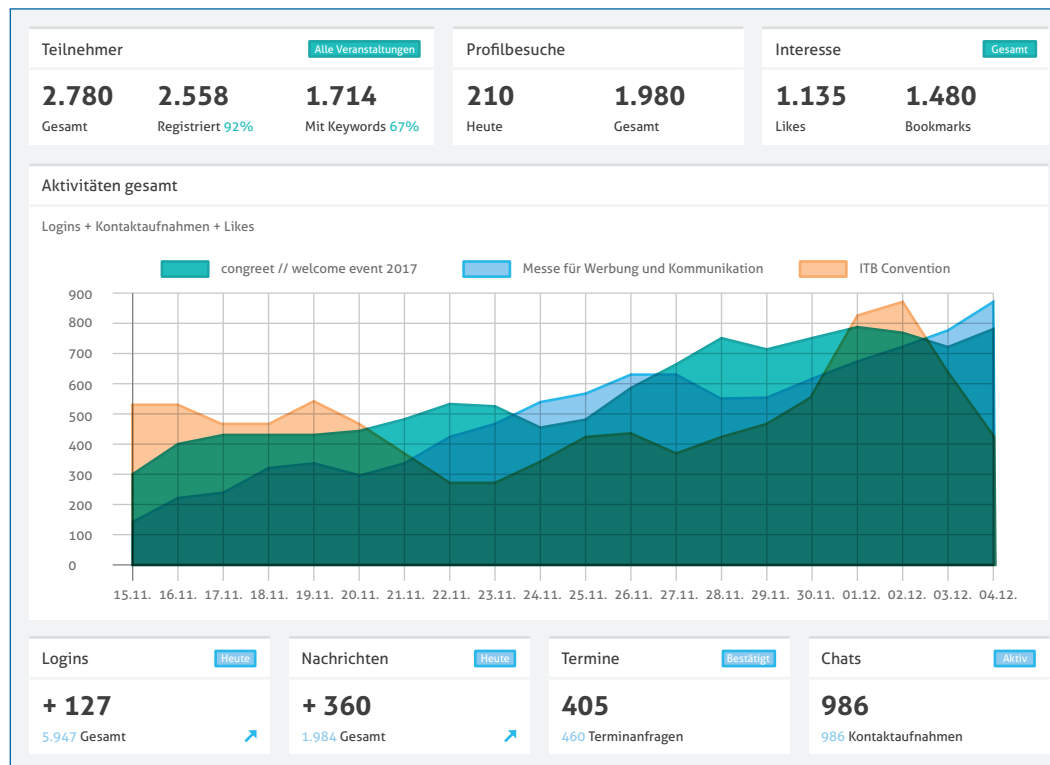 Teilnehmer Alle Veranstaltungen
2.780 2.558 1.714
Gesamt Registriert 92% Mit Keywords 67%
Profilbesuche
210 1.980
Heute Gesamt
Interesse Gesamt
1.135 1.480
Likes Bookmarks
Aktivitäten gesamt
Logins + Kontaktaufnahmen + Likes
congreet // welcome event 2017 Messe für Werbung und Kommunikation ITB Convention
900
800
700
600
500
400
300
200
100
0
15.11. 16.11. 17.11. 18.11. 19.11. 20.11. 21.11. 22.11. 23.11. 24.11. 25.11. 26.11. 27.11. 28.11. 29.11. 30.11. 01.12. 02.12. 03.12. 04.12.
Logins Heute
+ 127
5.947 Gesamt
Nachrichten Heute
+ 360
1.984 Gesamt
Termine Bestätigt
405
460 Terminanfragen
Chats Aktiv
986
986 Kontaktaufnahmen